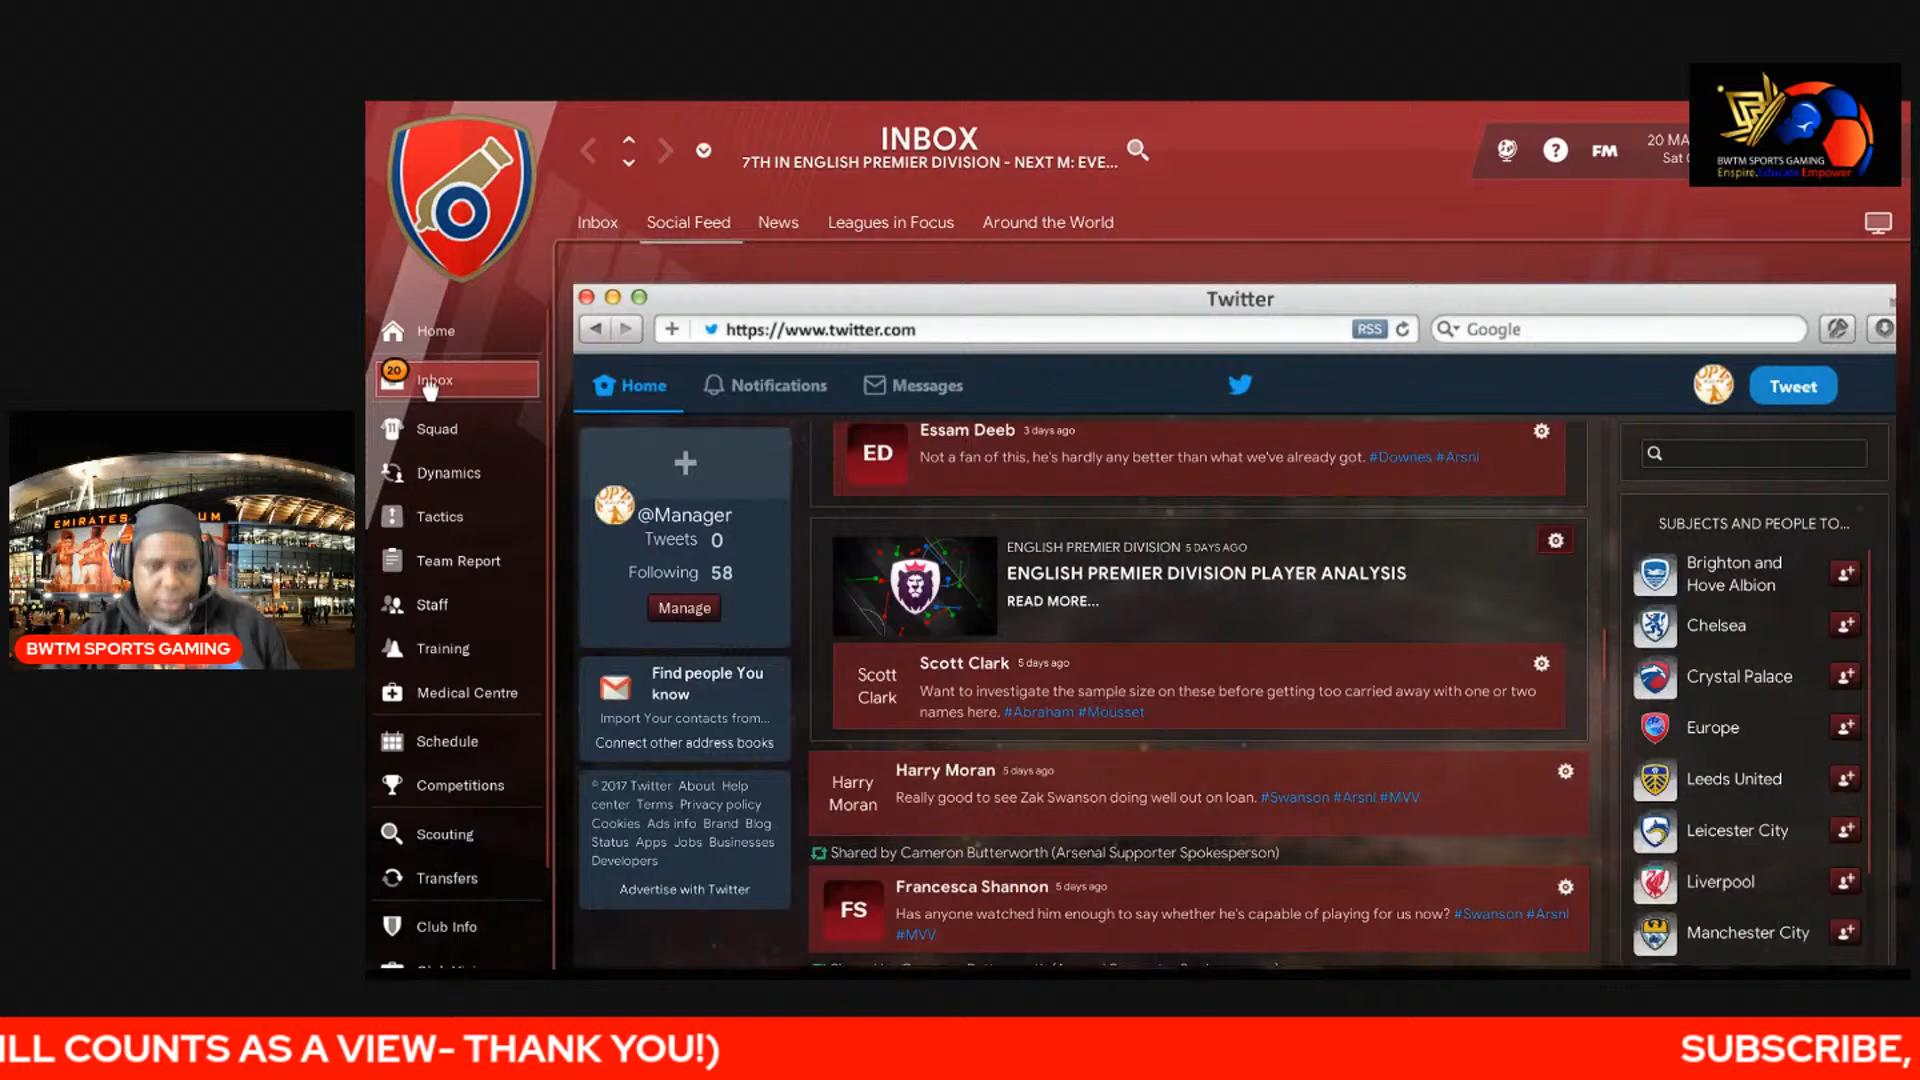 INBOX
7TH IN ENGLISH PREMIER DIVISION - NEXT M: EVE...
FM
20 MA
Sat
BWTM SPORTS GAMING
Enspire,Educate,Empower
Inbox
Social Feed
News
Leagues in Focus
Around the World
Twitter
https://www.twitter.com
RSS
Google
Home
Notifications
Messages
Tweet
Home
20
Inbox
Squad
Dynamics
Tactics
Team Report
Staff
Training
Medical Centre
Schedule
Competitions
Scouting
Transfers
Club Info
EMIRATES
UM
BWTM SPORTS GAMING
@Manager
Tweets 0
Following 58
Manage
Find people You
know
Import Your contacts from...
Connect other address books
© 2017 Twitter About Help
center Terms Privacy policy
Cookies Ads info Brand Blog
Status Apps Jobs Businesses
Developers
Advertise with Twitter
ED
Essam Deeb 3 days ago
Not a fan of this, he's hardly any better than what we've already got. #Downes #Arsnl
ENGLISH PREMIER DIVISION 5 DAYS AGO
ENGLISH PREMIER DIVISION PLAYER ANALYSIS
READ MORE...
Scott
Clark
Scott Clark 5 days ago
Want to investigate the sample size on these before getting too carried away with one or two
names here. #Abraham #Mousset
Harry
Moran
Harry Moran 5 days ago
Really good to see Zak Swanson doing well out on loan. #Swanson #Arsnl #MVV
Shared by Cameron Butterworth (Arsenal Supporter Spokesperson)
FS
Francesca Shannon 5 days ago
Has anyone watched him enough to say whether he's capable of playing for us now? #Swanson #Arsnl
#MVV
SUBJECTS AND PEOPLE TO...
Brighton and
Hove Albion
Chelsea
Crystal Palace
Europe
Leeds United
Leicester City
Liverpool
Manchester City
ILL COUNTS AS A VIEW- THANK YOU!)
SUBSCRIBE,